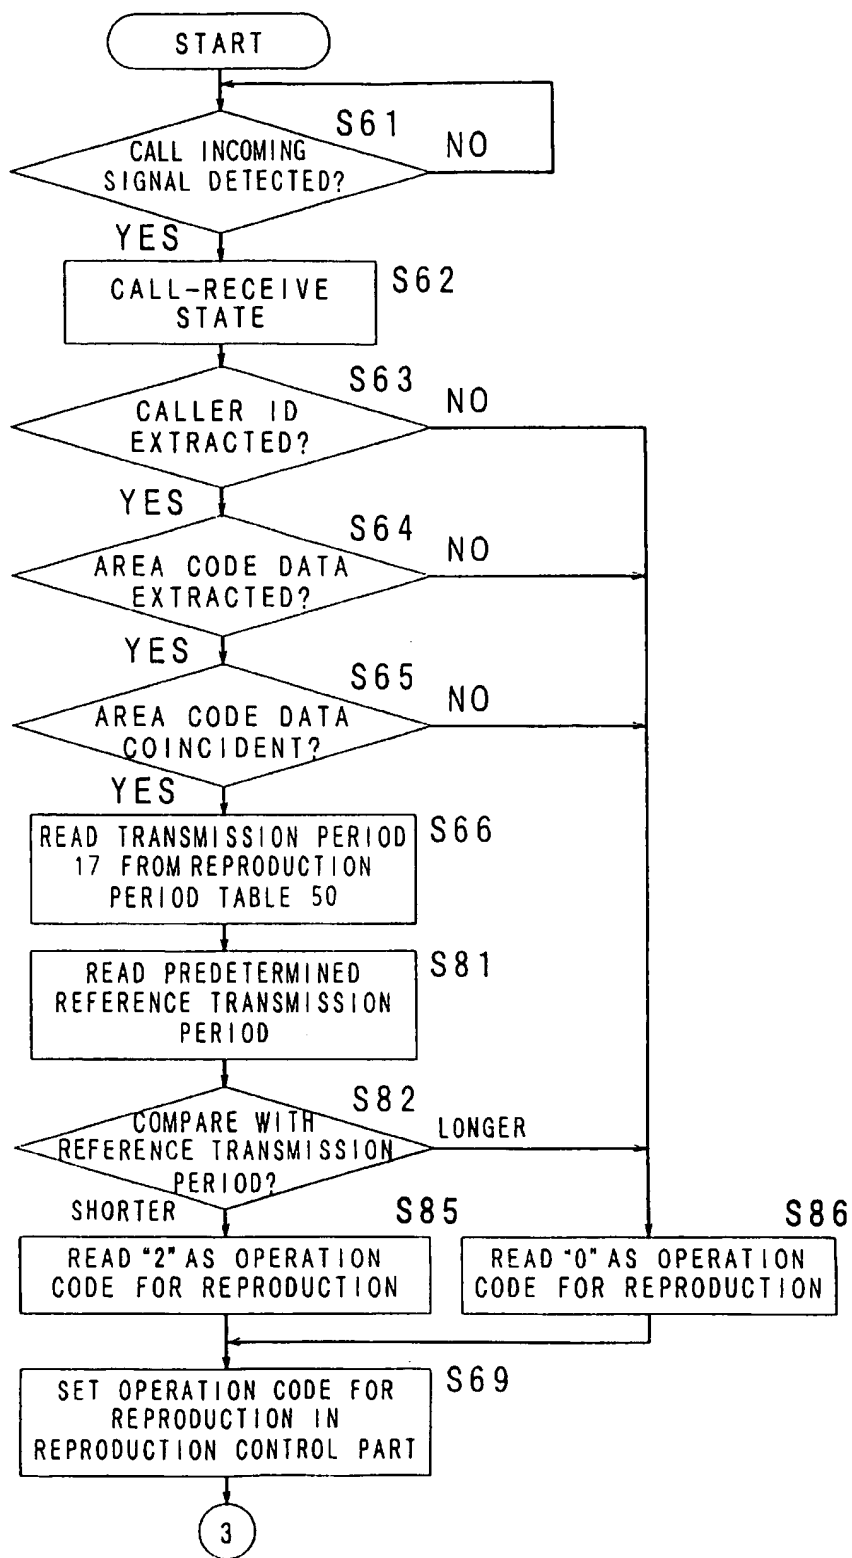 START
S61
CALL INCOMING
SIGNAL DETECTED?
NO
YES
CALL-RECEIVE
STATE
S62
S63
CALLER ID
EXTRACTED?
NO
YES
S64
AREA CODE DATA
EXTRACTED?
NO
YES
S65
AREA CODE DATA
COINCIDENT?
NO
YES
READ TRANSMISSION PERIOD
17 FROM REPRODUCTION
PERIOD TABLE 50
S66
READ PREDETERMINED
REFERENCE TRANSMISSION
PERIOD
S81
S82
COMPARE WITH
REFERENCE TRANSMISSION
PERIOD?
LONGER
SHORTER
S85
READ "2" AS OPERATION
CODE FOR REPRODUCTION
S86
READ "0" AS OPERATION
CODE FOR REPRODUCTION
SET OPERATION CODE FOR
REPRODUCTION IN
REPRODUCTION CONTROL PART
S69
3